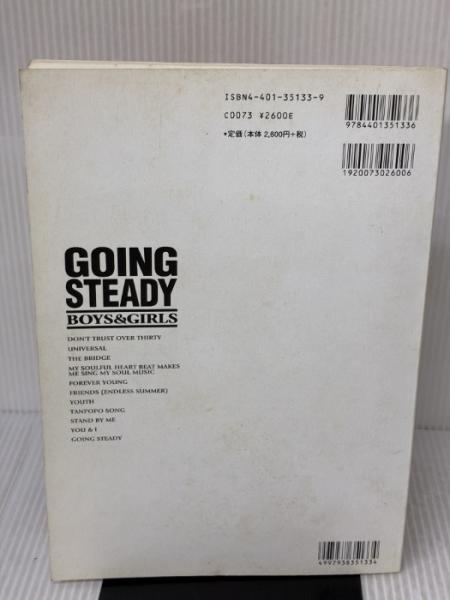 ISBN4-401-35133-9
C0073 ¥2600E
*定価(本体 2,600円+税)
9784401351336
1920073026006
GOING
STEADY
BOYS&GIRLS
DON'T TRUST OVER THIRTY
UNIVERSAL
THE BRIDGE
MY SOULFUL HEART BEAT MAKES
ME SING MY SOUL MUSIC
FOREVER YOUNG
FRIENDS (ENDLESS SUMMER)
YOUTH
TANPOPO SONG
STAND BY ME
YOU & I
GOING STEADY
4997938351334